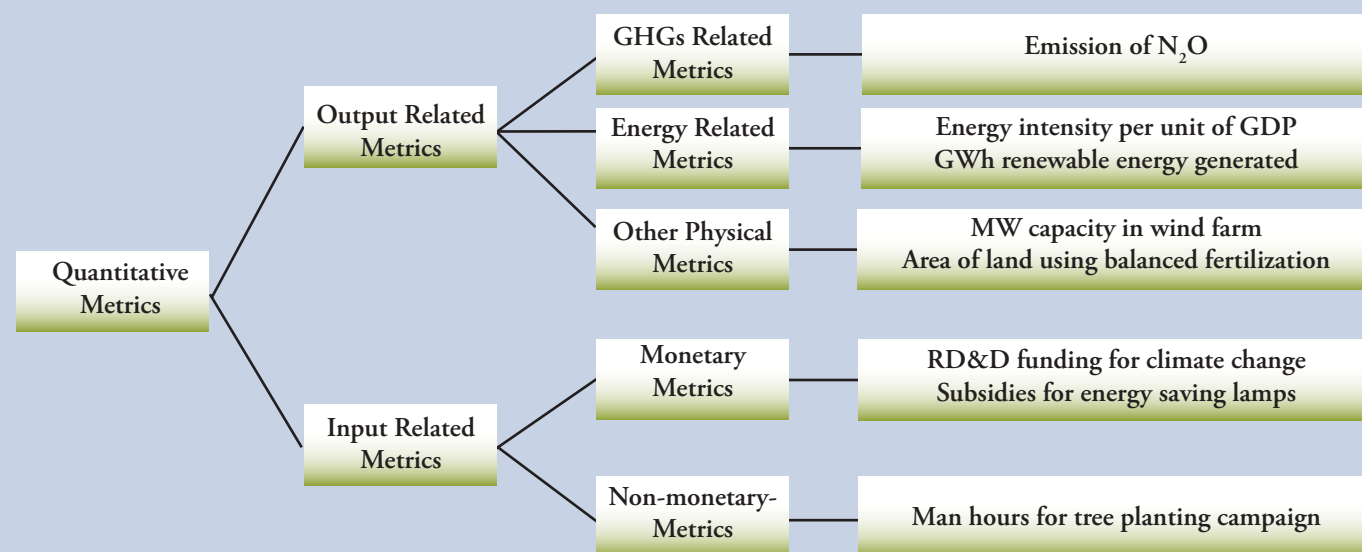 Quantitative
Metrics
Output Related
Metrics
GHGs Related
Metrics
Emission of N₂O
Energy Related
Metrics
Energy intensity per unit of GDP
GWh renewable energy generated
Other Physical
Metrics
MW capacity in wind farm
Area of land using balanced fertilization
Input Related
Metrics
Monetary
Metrics
RD&D funding for climate change
Subsidies for energy saving lamps
Non-monetary-
Metrics
Man hours for tree planting campaign